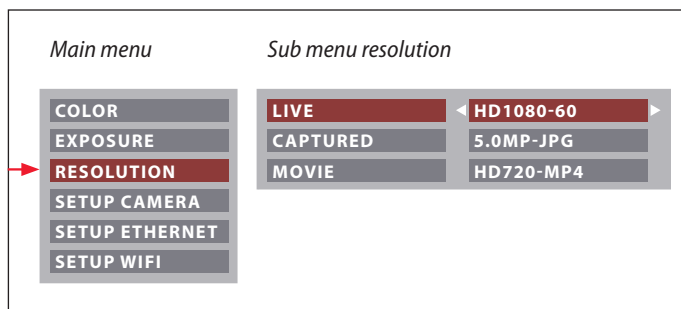 Main menu
Sub menu resolution
COLOR
EXPOSURE
RESOLUTION
SETUP CAMERA
SETUP ETHERNET
SETUP WIFI
LIVE HD1080-60
CAPTURED 5.0MP-JPG
MOVIE HD720-MP4